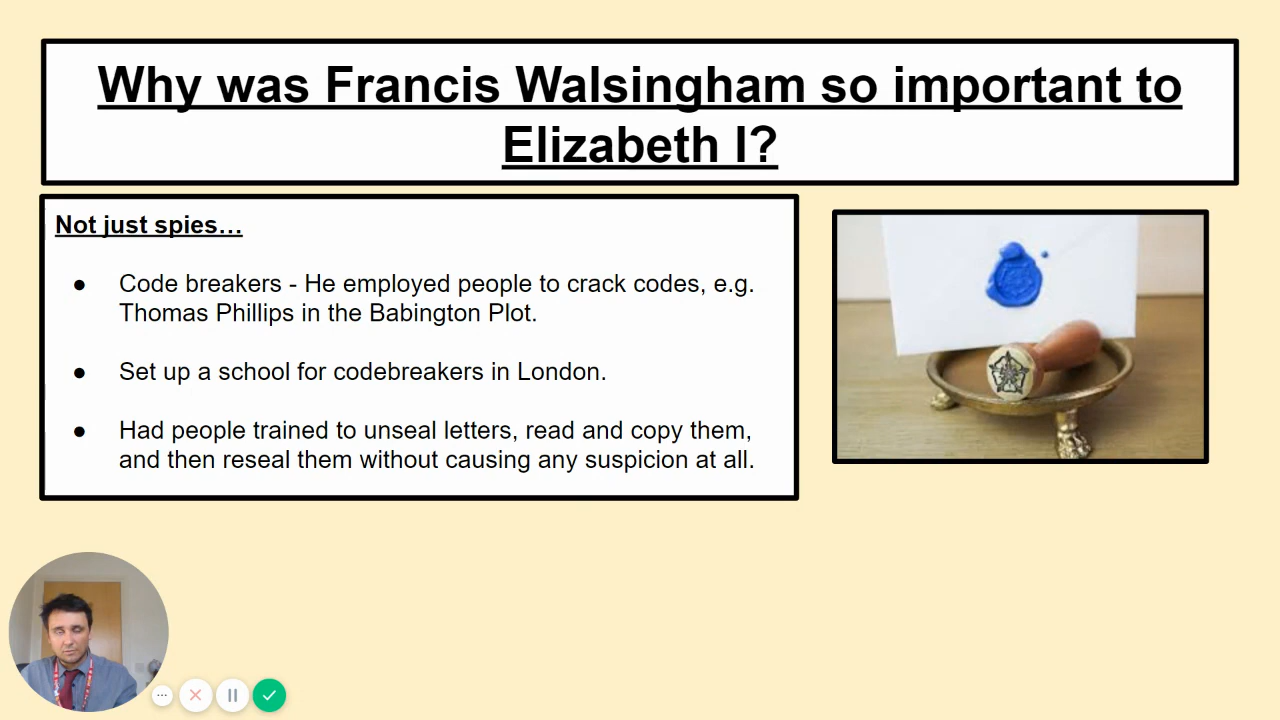 Why was Francis Walsingham so important to
Elizabeth I?
Not just spies…
● Code breakers - He employed people to crack codes, e.g.
Thomas Phillips in the Babington Plot.
● Set up a school for codebreakers in London.
● Had people trained to unseal letters, read and copy them,
and then reseal them without causing any suspicion at all.